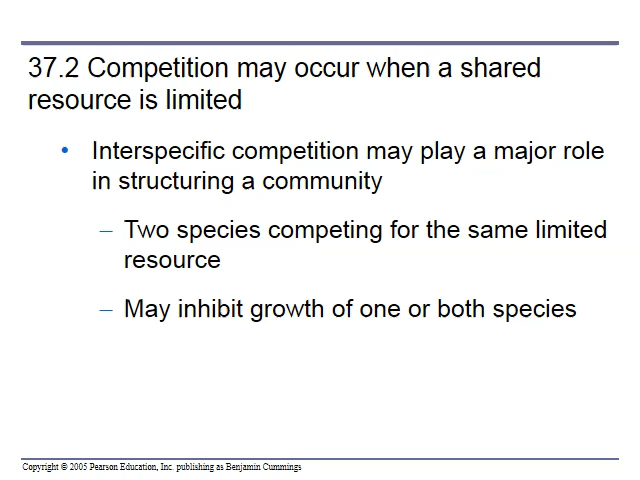 37.2 Competition may occur when a shared
resource is limited
• Interspecific competition may play a major role
in structuring a community
– Two species competing for the same limited
resource
– May inhibit growth of one or both species
Copyright © 2005 Pearson Education, Inc. publishing as Benjamin Cummings